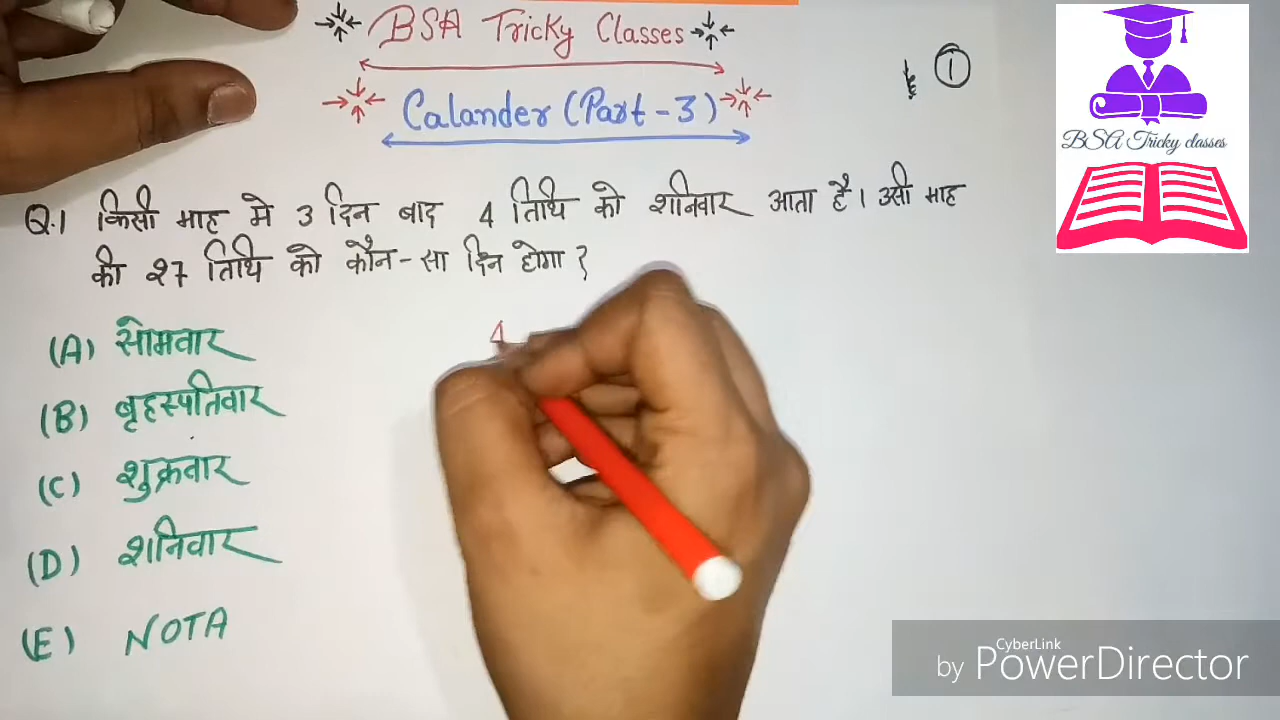 BSA Tricky Classes
Calander (Part - 3)
1
BSA Tricky classes
Q.1 किसी माह मे 3 दिन बाद 4 तिथि को शनिवार आता है। उसी माह
की 27 तिथि को कौन-सा दिन होगा?
(A) सोमवार
(B) बृहस्पतिवार
(C) शुक्रवार
(D) शनिवार
(E) NOTA
4
CyberLink
by PowerDirector